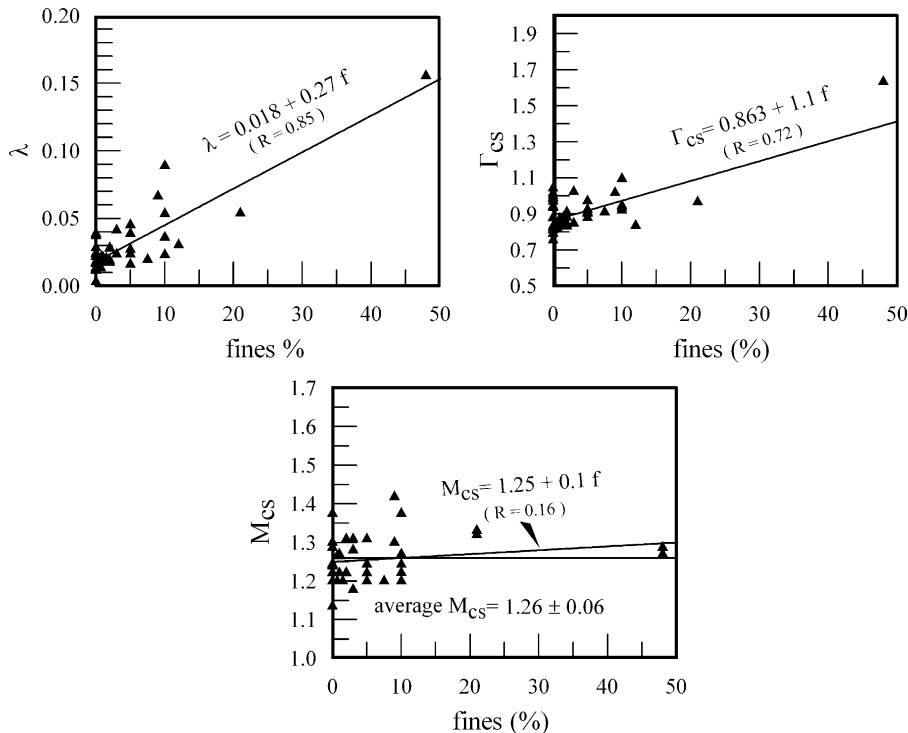 0.20
0.15
0.10
0.05
0.00
λ
λ = 0.018 + 0.27 f
( R = 0.85 )
0 10 20 30 40 50
fines %
1.9
1.7
1.5
1.3
1.1
0.9
0.7
0.5
Γcs
Γcs= 0.863 + 1.1 f
( R = 0.72 )
0 10 20 30 40 50
fines (%)
1.7
1.6
1.5
1.4
1.3
1.2
1.1
1.0
Mcs
Mcs= 1.25 + 0.1 f
( R = 0.16 )
average Mcs= 1.26 ± 0.06
0 10 20 30 40 50
fines (%)